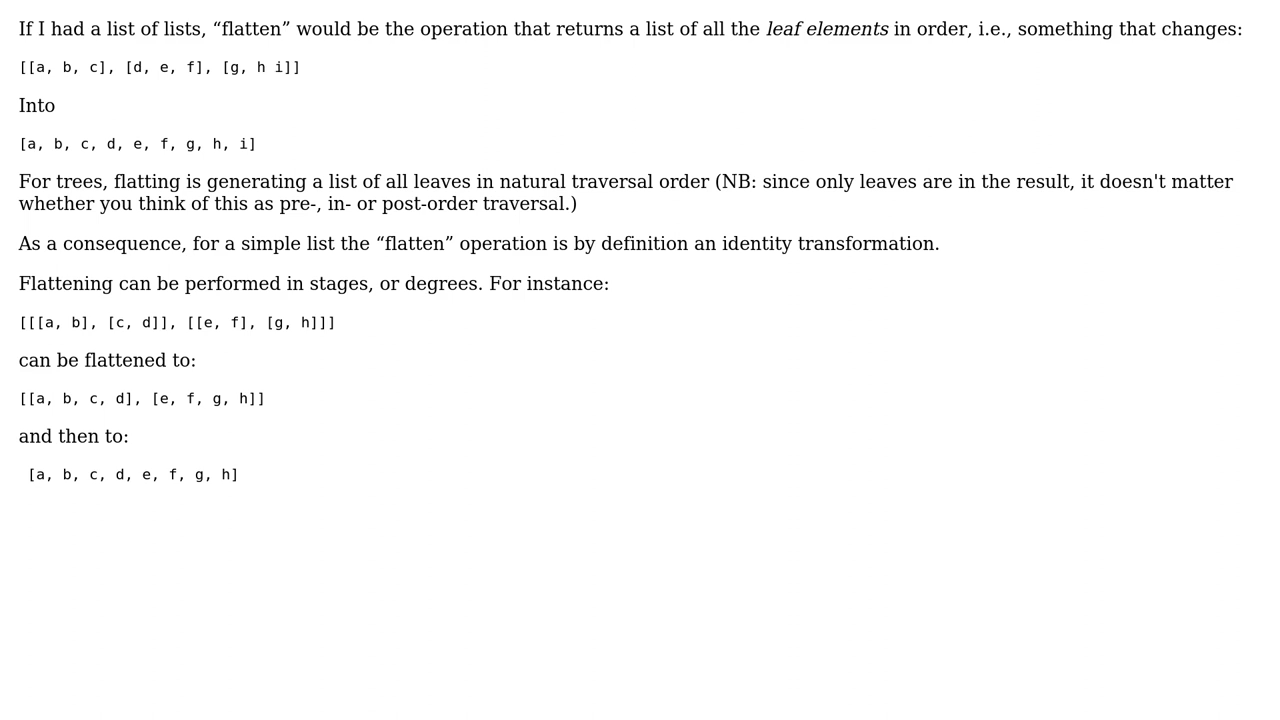 If I had a list of lists, “flatten” would be the operation that returns a list of all the leaf elements in order, i.e., something that changes:
[[a, b, c], [d, e, f], [g, h i]]
Into
[a, b, c, d, e, f, g, h, i]
For trees, flatting is generating a list of all leaves in natural traversal order (NB: since only leaves are in the result, it doesn't matter
whether you think of this as pre-, in- or post-order traversal.)
As a consequence, for a simple list the “flatten” operation is by definition an identity transformation.
Flattening can be performed in stages, or degrees. For instance:
[[[a, b], [c, d]], [[e, f], [g, h]]]
can be flattened to:
[[a, b, c, d], [e, f, g, h]]
and then to:
[a, b, c, d, e, f, g, h]